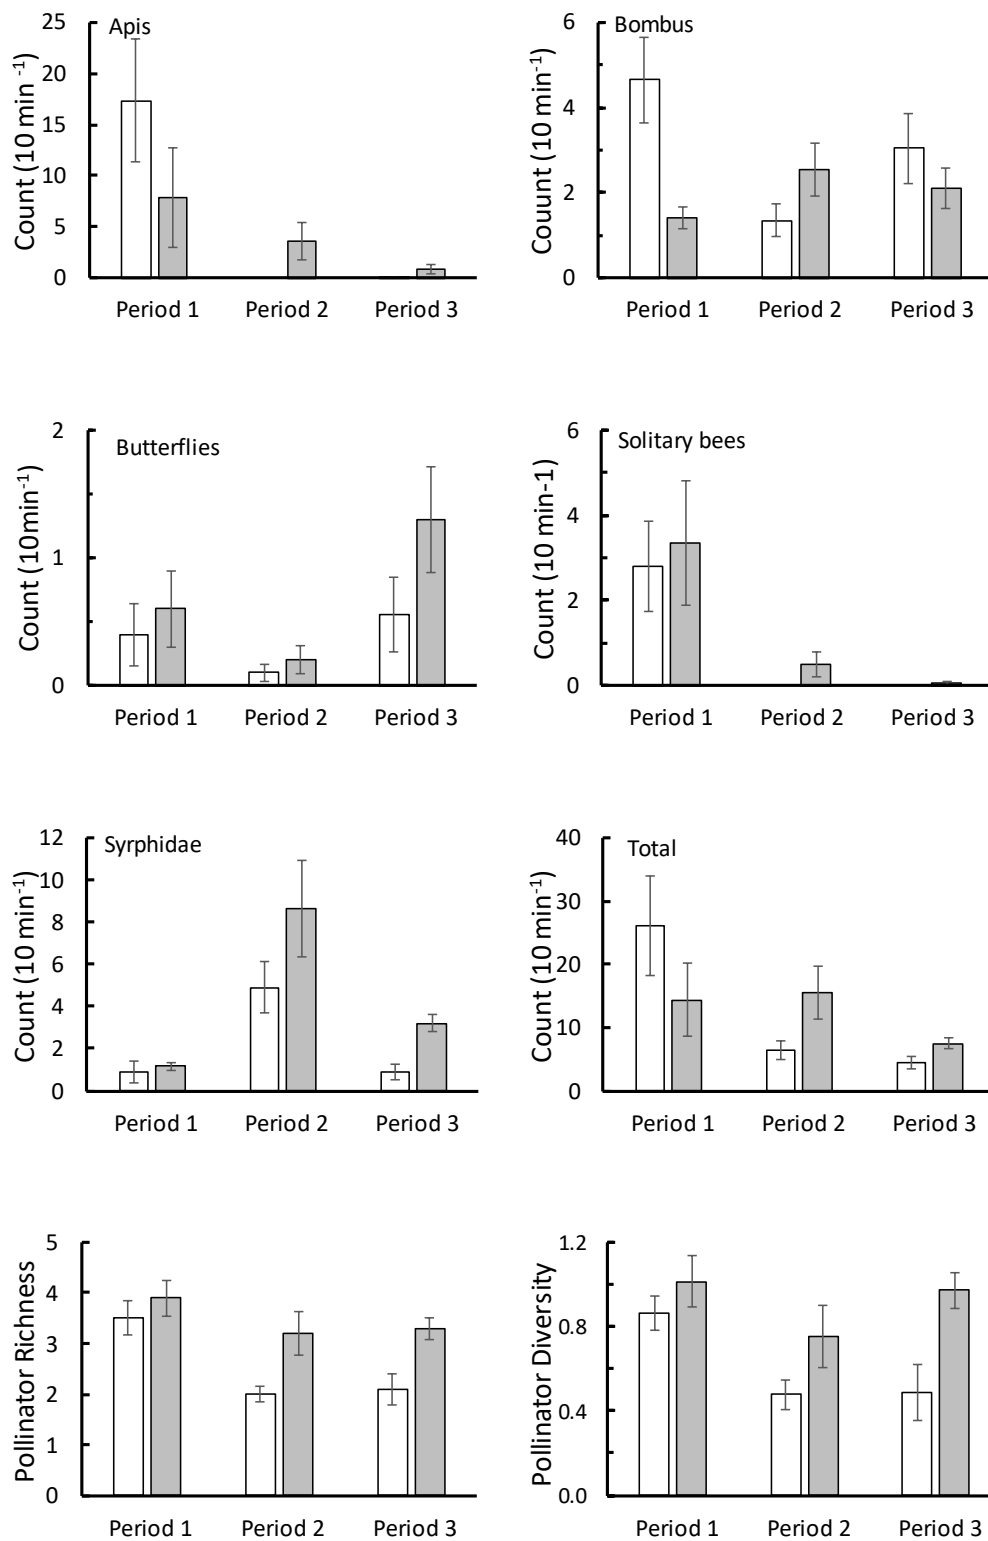 Apis
Count (10 min -1)
25
20
15
10
5
0
Period 1 Period 2 Period 3
Bombus
Couunt (10 min-1)
6
4
2
0
Period 1 Period 2 Period 3
Butterflies
Count (10min-1)
2
1
0
Period 1 Period 2 Period 3
Solitary bees
Count (10 min-1)
6
4
2
0
Period 1 Period 2 Period 3
Syrphidae
Count (10 min-1)
12
10
8
6
4
2
0
Period 1 Period 2 Period 3
Total
Count (10 min-1)
40
30
20
10
0
Period 1 Period 2 Period 3
Pollinator Richness
5
4
3
2
1
0
Period 1 Period 2 Period 3
Pollinator Diversity
1.2
0.8
0.4
0.0
Period 1 Period 2 Period 3